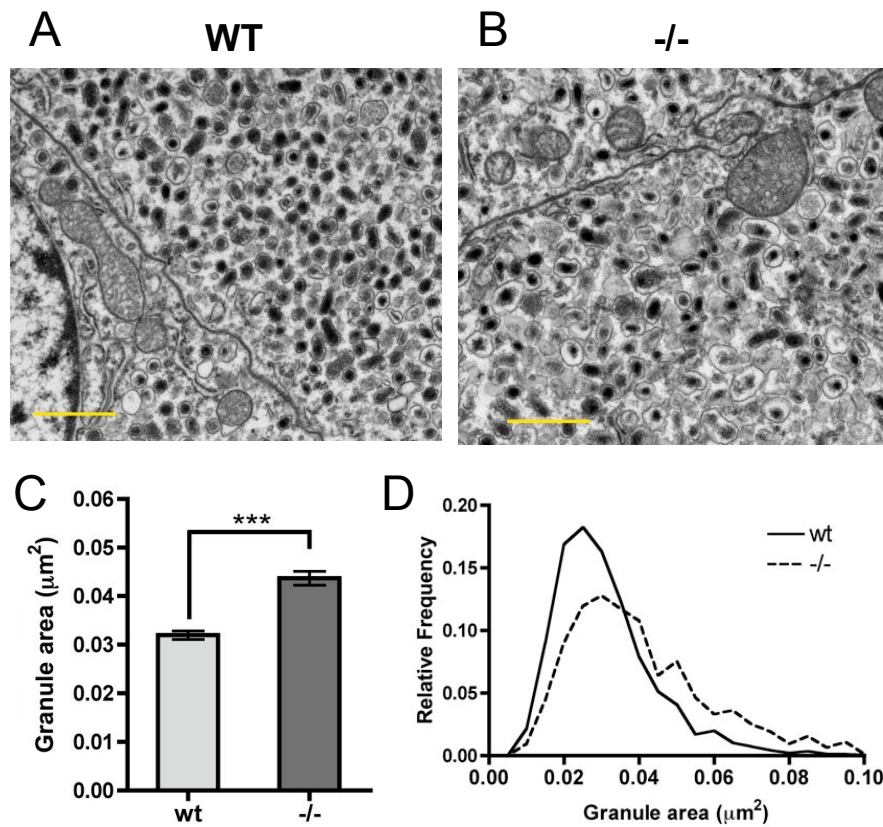 A WT
B -/-
C
Granule area (μm²)
0.06
0.05
0.04
0.03
0.02
0.01
0.00
***
wt -/-
D
Relative Frequency
0.20
0.15
0.10
0.05
0.00
wt
-/-
0.00 0.02 0.04 0.06 0.08 0.10
Granule area (μm²)